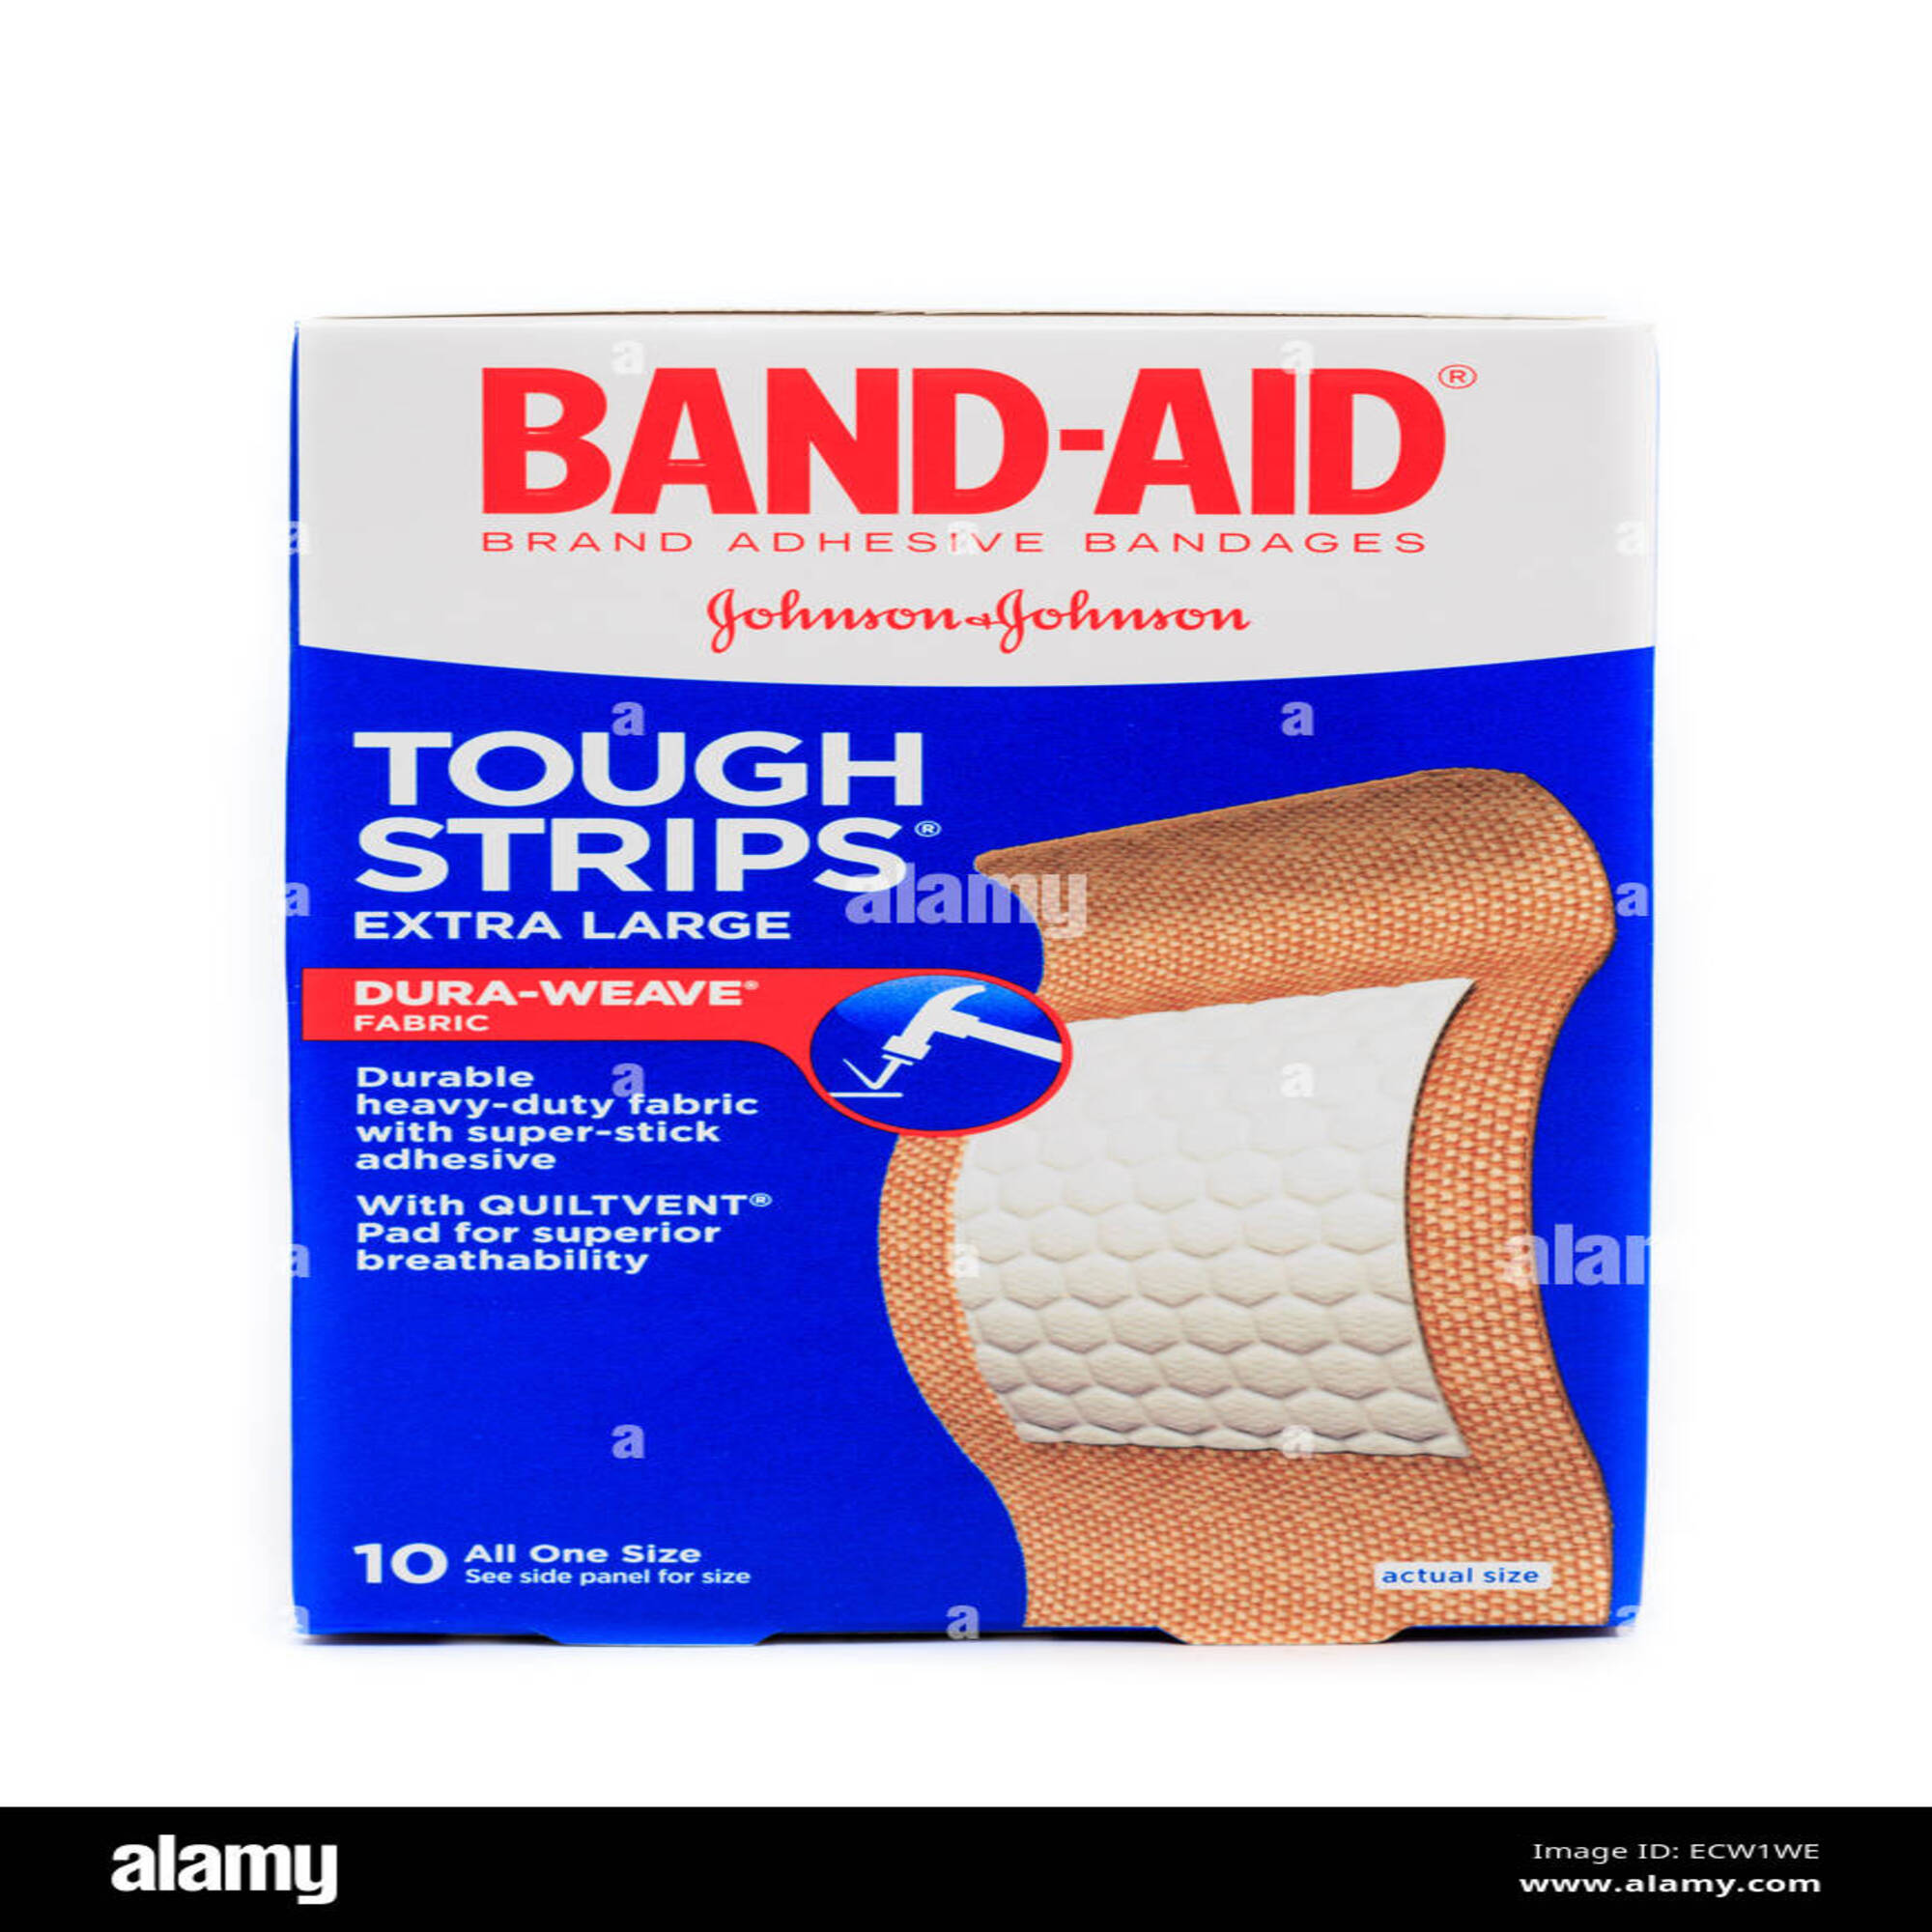 BAND-AID®
BRAND ADHESIVE BANDAGES
Johnson & Johnson
TOUGH
STRIPS®
EXTRA LARGE
DURA-WEAVE®
FABRIC
Durable
heavy-duty fabric
with super-stick
adhesive
With QUILTVENT®
Pad for superior
breathability
10 All One Size
See side panel for size
actual size
alamy
alamy
Image ID: ECW1WE
www.alamy.com